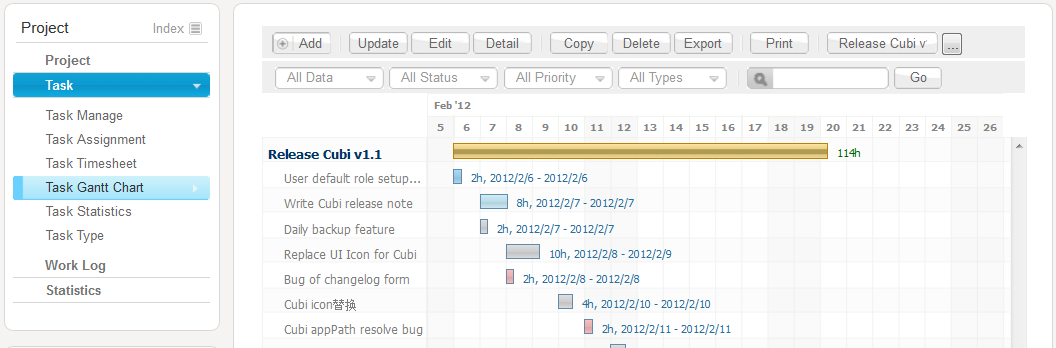 Project Index
Project
Task
Task Manage
Task Assignment
Task Timesheet
Task Gantt Chart
Task Statistics
Task Type
Work Log
Statistics
Add Update Edit Detail Copy Delete Export Print Release Cubi v ...
All Data All Status All Priority All Types Go
Feb '12
5 6 7 8 9 10 11 12 13 14 15 16 17 18 19 20 21 22 23 24 25 26
Release Cubi v1.1 114h
User default role setup... 2h, 2012/2/6 - 2012/2/6
Write Cubi release note 8h, 2012/2/7 - 2012/2/7
Daily backup feature 2h, 2012/2/7 - 2012/2/7
Replace UI Icon for Cubi 10h, 2012/2/8 - 2012/2/9
Bug of changelog form 2h, 2012/2/8 - 2012/2/8
Cubi icon替换 4h, 2012/2/10 - 2012/2/10
Cubi appPath resolve bug 2h, 2012/2/11 - 2012/2/11